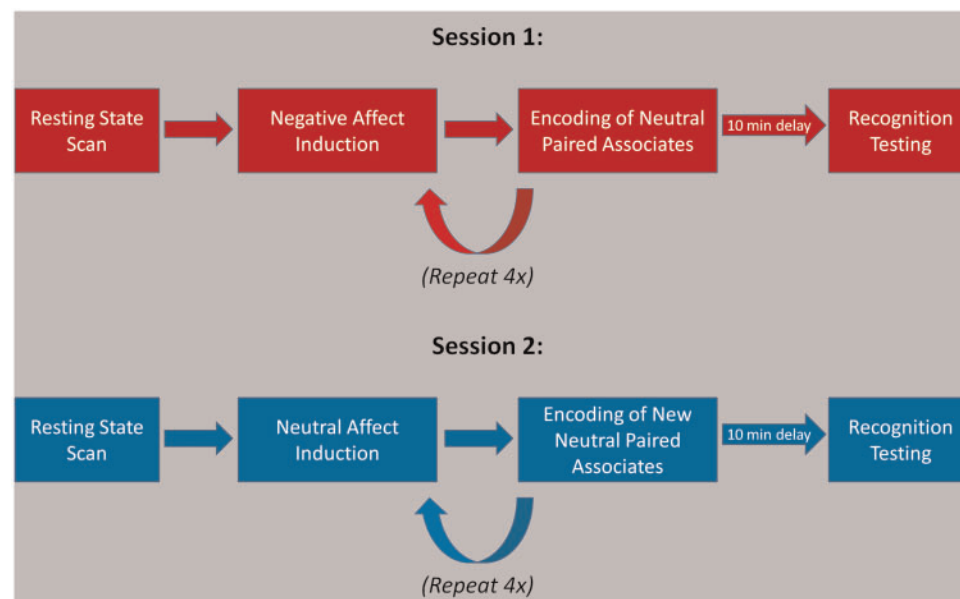 Session 1:
Resting State
Scan
Negative Affect
Induction
Encoding of Neutral
Paired Associates
10 min delay
Recognition
Testing
(Repeat 4x)
Session 2:
Resting State
Scan
Neutral Affect
Induction
Encoding of New
Neutral Paired
Associates
10 min delay
Recognition
Testing
(Repeat 4x)